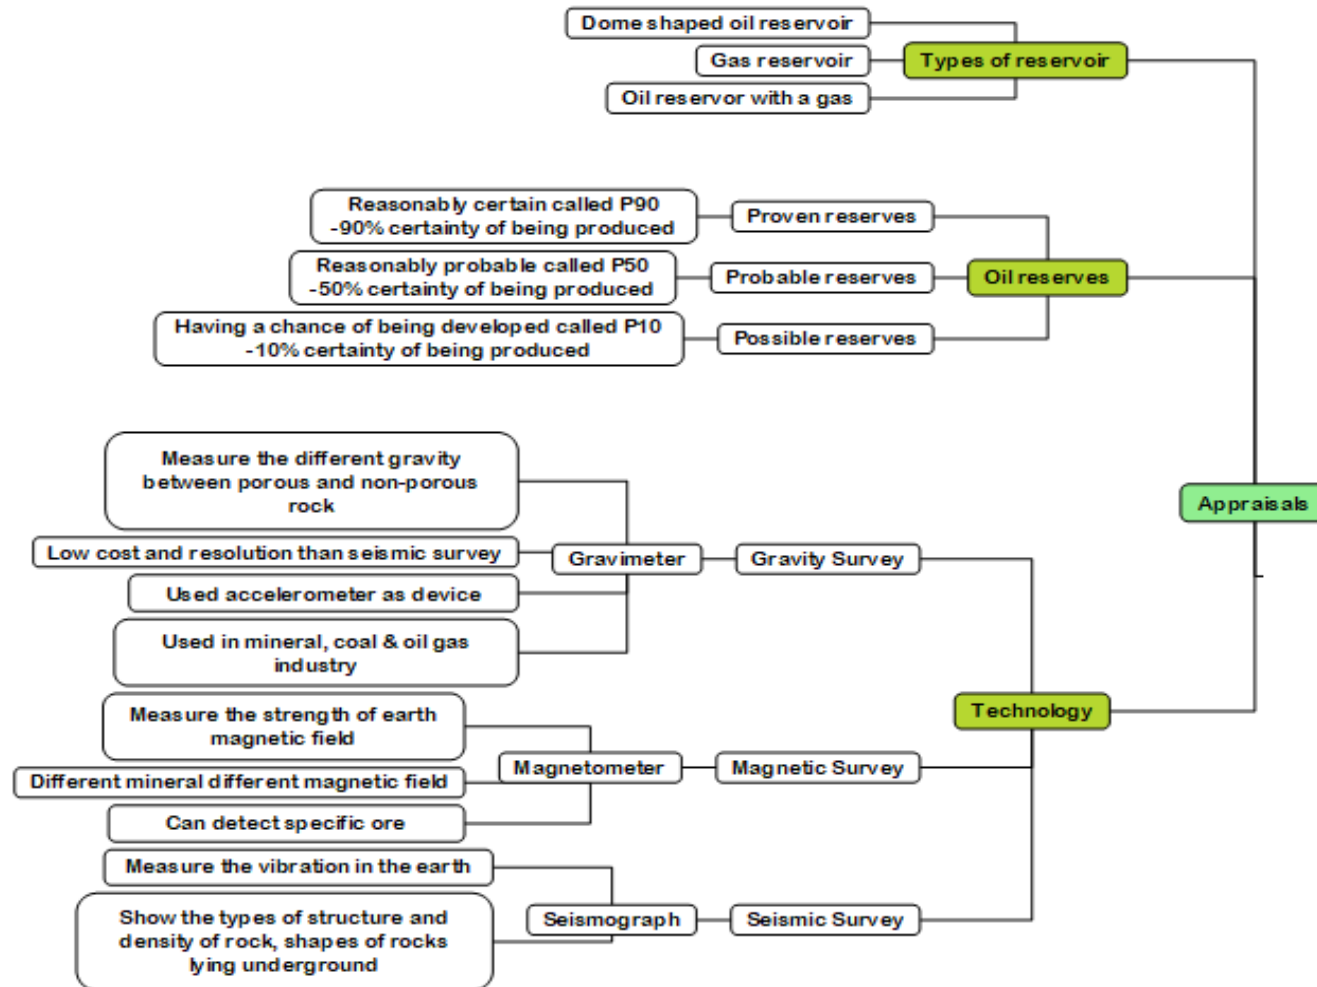 Dome shaped oil reservoir
Gas reservoir
Types of reservoir
Oil reservor with a gas
Reasonably certain called P90
-90% certainty of being produced
Proven reserves
Reasonably probable called P50
-50% certainty of being produced
Probable reserves
Oil reserves
Having a chance of being developed called P10
-10% certainty of being produced
Possible reserves
Measure the different gravity
between porous and non-porous
rock
Appraisals
Low cost and resolution than seismic survey
Gravimeter
Gravity Survey
Used accelerometer as device
Used in mineral, coal & oil gas
industry
Technology
Measure the strength of earth
magnetic field
Magnetometer
Magnetic Survey
Different mineral different magnetic field
Can detect specific ore
Measure the vibration in the earth
Seismograph
Seismic Survey
Show the types of structure and
density of rock, shapes of rocks
lying underground